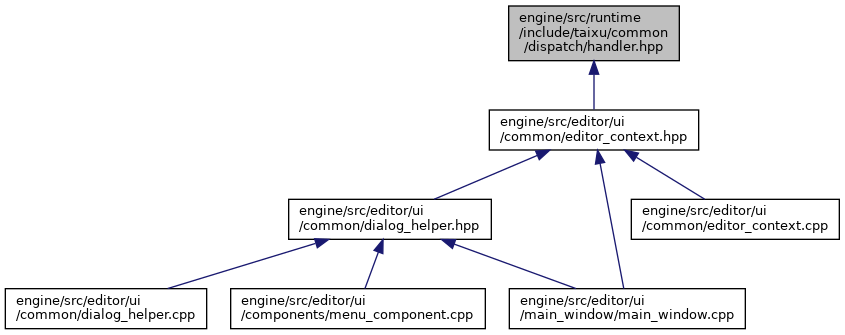 engine/src/runtime
/include/taixu/common
/dispatch/handler.hpp
engine/src/editor/ui
/common/editor_context.hpp
engine/src/editor/ui
/common/dialog_helper.hpp
engine/src/editor/ui
/common/editor_context.cpp
engine/src/editor/ui
/common/dialog_helper.cpp
engine/src/editor/ui
/components/menu_component.cpp
engine/src/editor/ui
/main_window/main_window.cpp